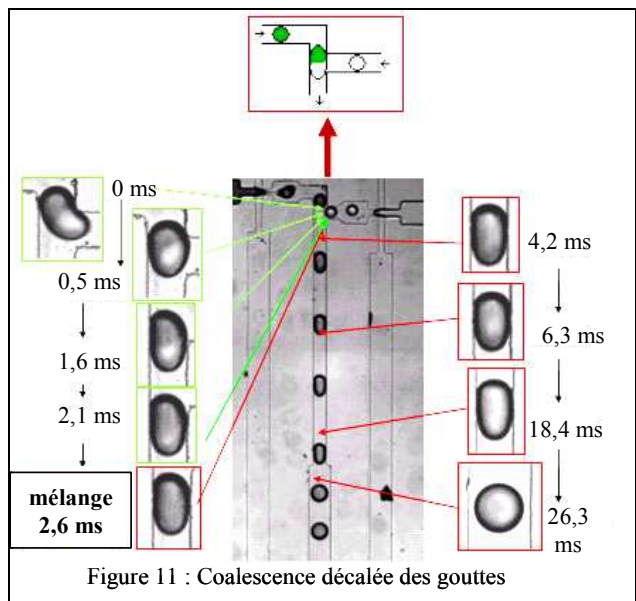 0 ms
0,5 ms
1,6 ms
2,1 ms
mélange
2,6 ms
4,2 ms
6,3 ms
18,4 ms
26,3
ms
Figure 11 : Coalescence décalée des gouttes